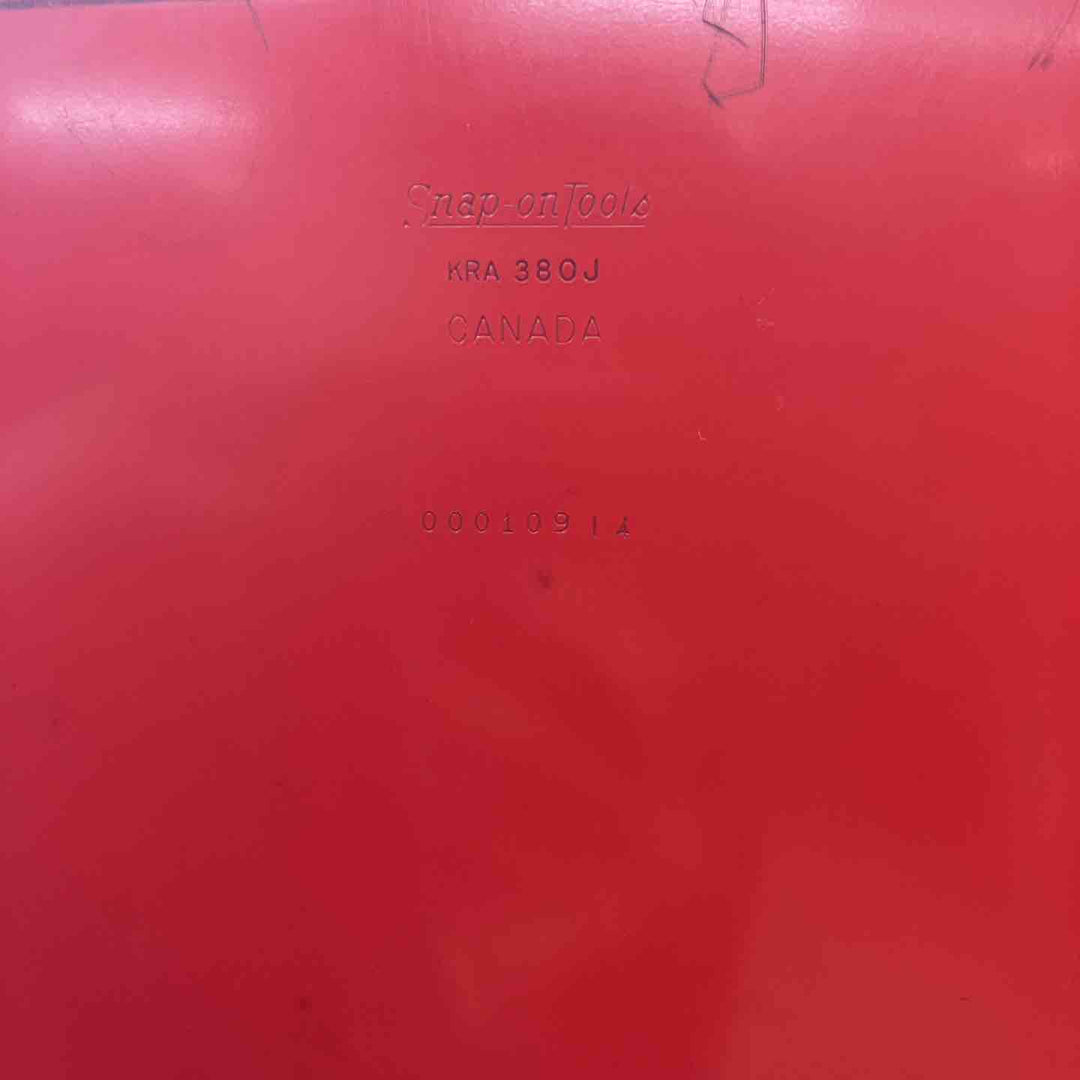 Snap-on Tools
KRA 380J
CANADA
00010914